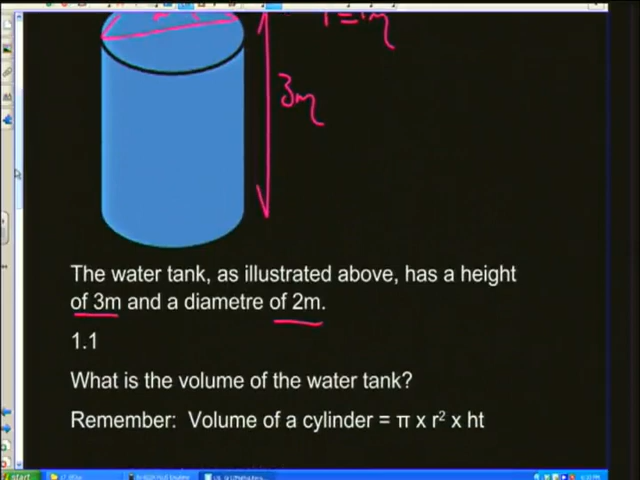 3m
The water tank, as illustrated above, has a height
of 3m and a diametre of 2m.
1.1
What is the volume of the water tank?
Remember: Volume of a cylinder = π x r² x ht
start